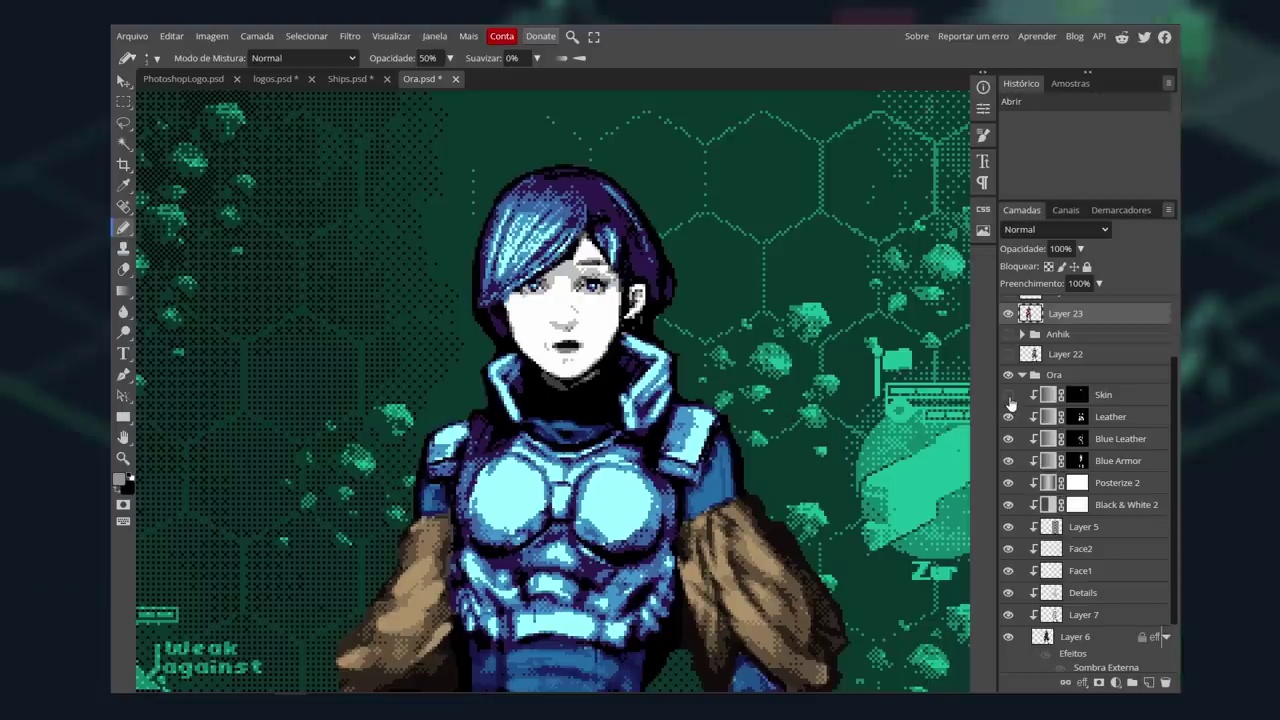 Arquivo Editar Imagem Camada Selecionar Filtro Visualizar Janela Mais Conta Donate Sobre Reportar um erro Aprender Blog API
Modo de Mistura: Normal Opacidade: 50% Suavizar: 0%
PhotoshopLogo.psd logos.psd * Ships.psd * Ora.psd *
Histórico Amostras
Abrir
Camadas Canais Demarcadores
Normal
Opacidade: 100%
Bloquear:
Preenchimento: 100%
Layer 23
Anhik
Layer 22
Ora
Skin
Leather
Blue Leather
Blue Armor
Posterize 2
Black & White 2
Layer 5
Face2
Face1
Details
Layer 7
Layer 6 eff
Efeitos
Sombra Externa
eff
CSS
Weak
against